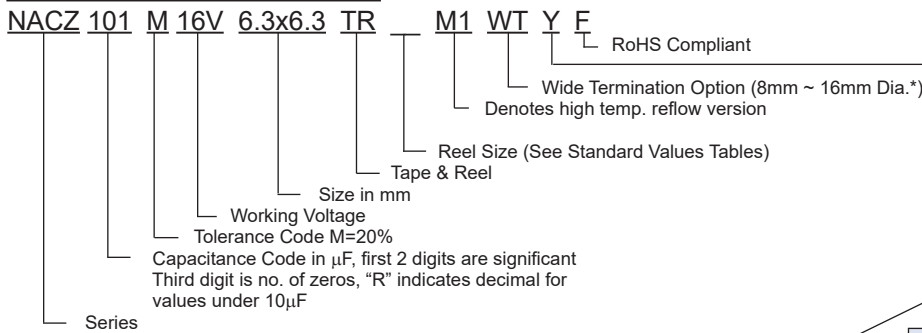 NACZ 101 M 16V 6.3x6.3 TR __ M1 WT Y F
RoHS Compliant
Wide Termination Option (8mm ~ 16mm Dia.*)
Denotes high temp. reflow version
Reel Size (See Standard Values Tables)
Tape & Reel
Size in mm
Working Voltage
Tolerance Code M=20%
Capacitance Code in μF, first 2 digits are significant
Third digit is no. of zeros, “R” indicates decimal for
values under 10μF
Series